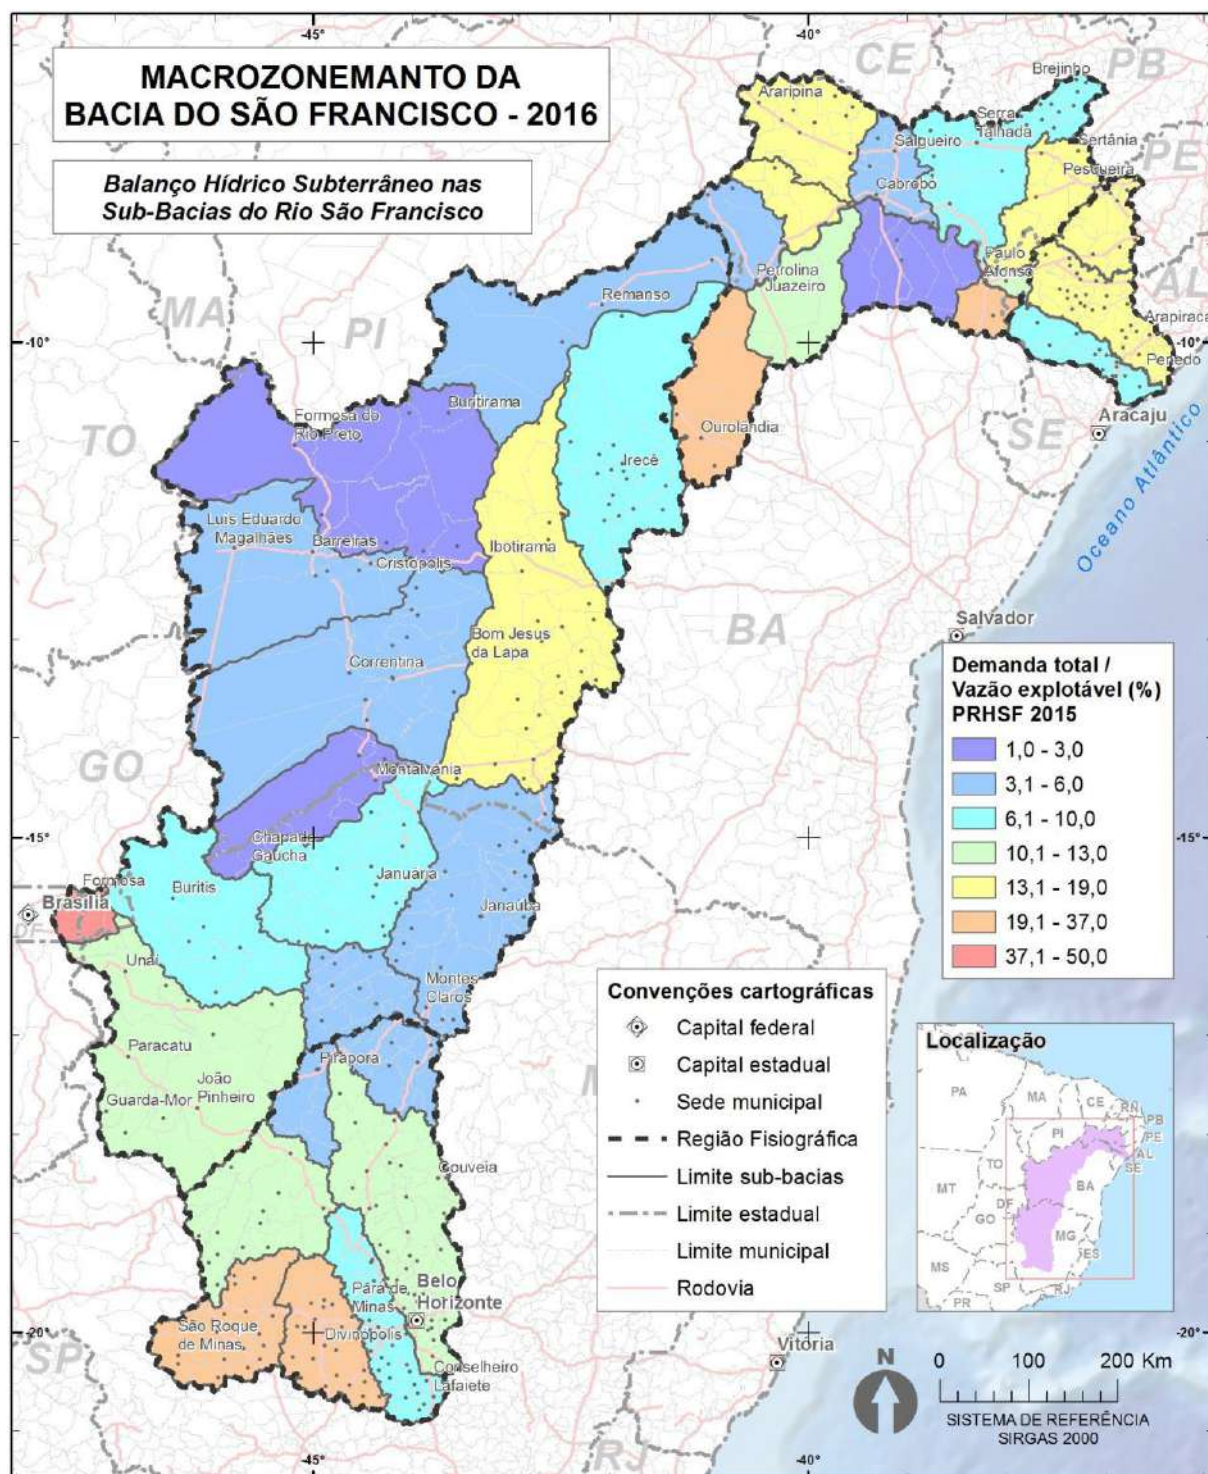 -45°
-40°
MACROZONEMANTO DA
BACIA DO SÃO FRANCISCO - 2016
Balanço Hídrico Subterrâneo nas
Sub-Bacias do Rio São Francisco
CE
PB
PE
AL
SE
MA
PI
TO
BA
GO
DF
SP
RJ
Brejinho
Araripina
Serra
Talhada
Salgueiro
Sertânia
Pesqueira
Cabrobó
Paulo
Afonso
Petrolina
Juazeiro
Remanso
Arapiraca
Penedo
-10°
-10°
Aracaju
Buritirama
Formosa do
Rio Preto
Ourolandia
Irecê
Oceano Atlântico
Luís Eduardo
Magalhães
Barreiras
Cristópolis
Ibotirama
Salvador
Bom Jesus
da Lapa
Correntina
Demanda total /
Vazão explotável (%)
PRHSF 2015
1,0 - 3,0
3,1 - 6,0
6,1 - 10,0
10,1 - 13,0
13,1 - 19,0
19,1 - 37,0
37,1 - 50,0
Montalvânia
-15°
-15°
Chapada
Gaúcha
Formosa
Buritis
Januária
Brasília
Janaúba
Unaí
Montes
Claros
Paracatu
Pirapora
João
Pinheiro
Guarda-Mor
Gouveia
Convenções cartográficas
Capital federal
Capital estadual
Sede municipal
Região Fisiográfica
Limite sub-bacias
Limite estadual
Limite municipal
Rodovia
Localização
PA
MA
CE
RN
PB
PI
PE
AL
SE
TO
BA
MT
DF
GO
MG
ES
MS
SP
RJ
PR
Belo
Horizonte
Pará de
Minas
São Roque
de Minas
Divinópolis
Conselheiro
Lafaiete
-20°
-20°
Vitória
N
0 100 200 Km
SISTEMA DE REFERÊNCIA
SIRGAS 2000
-45°
-40°